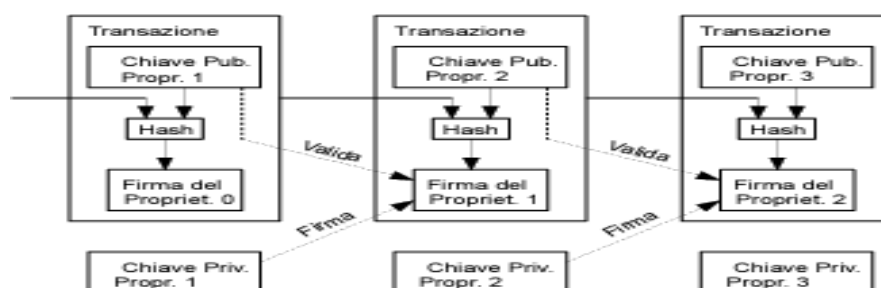 Transazione
Chiave Pub.
Propr. 1
Hash
Firma del
Propriet. 0
Transazione
Chiave Pub.
Propr. 2
Hash
Valida
Firma del
Propriet. 1
Transazione
Chiave Pub.
Propr. 3
Hash
Valida
Firma del
Propriet. 2
Firma
Firma
Chiave Priv.
Propr. 1
Chiave Priv.
Propr. 2
Chiave Priv.
Propr. 3